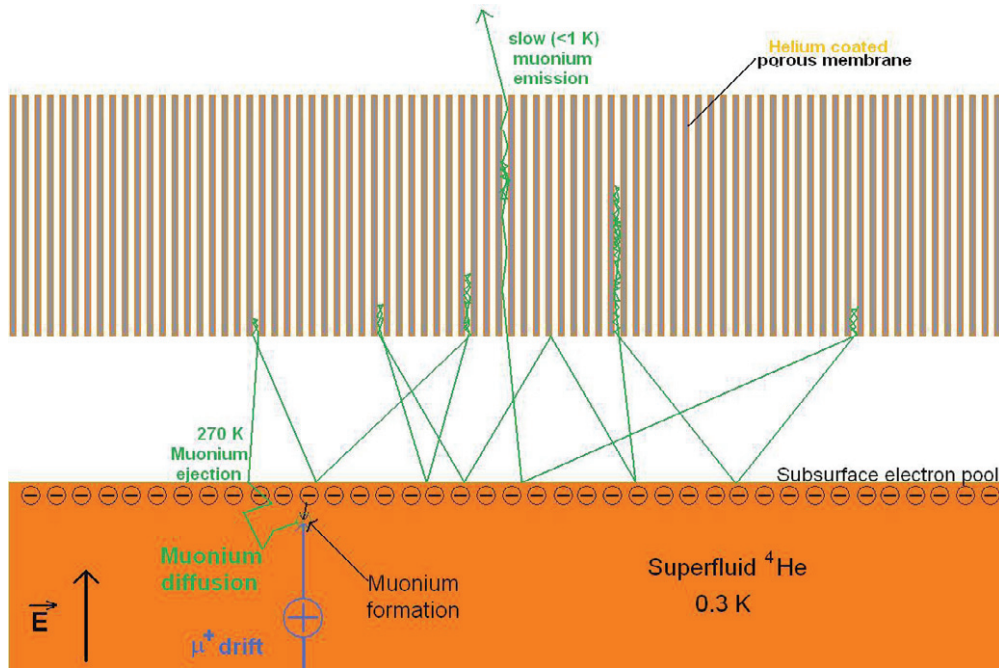 slow (<1 K)
muonium
emission
Helium coated
porous membrane
270 K
Muonium
ejection
Subsurface electron pool
Muonium
diffusion
Muonium
formation
Superfluid ⁴He
0.3 K
E
μ⁺ drift